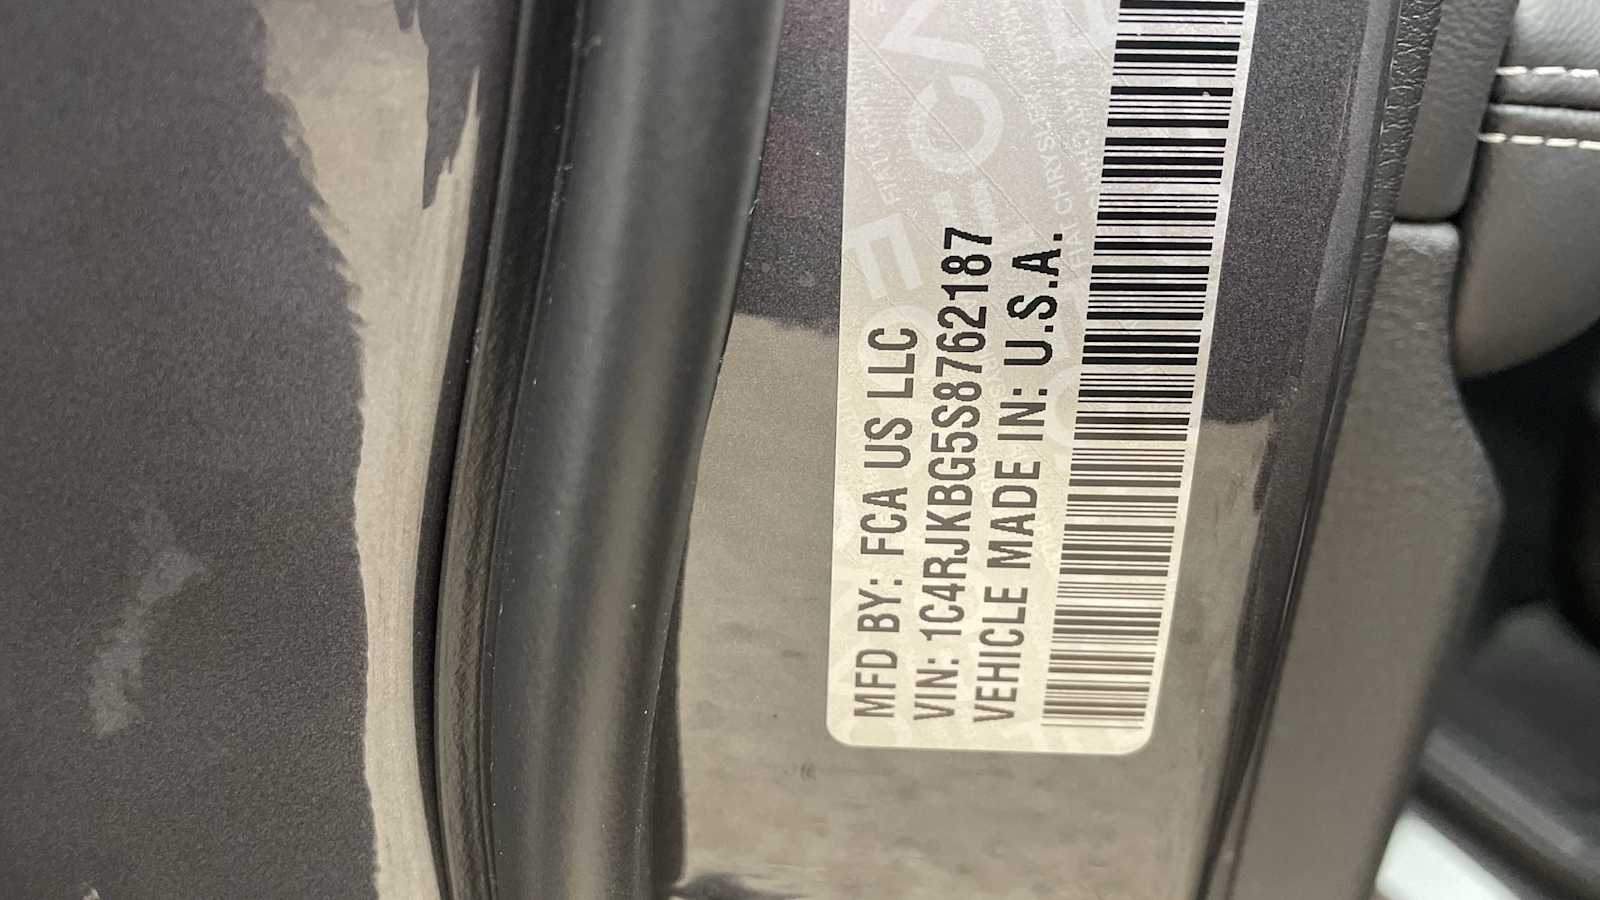 MFD BY: FCA US LLC
VIN: 1C4RJKBG5S8762187
VEHICLE MADE IN: U.S.A.